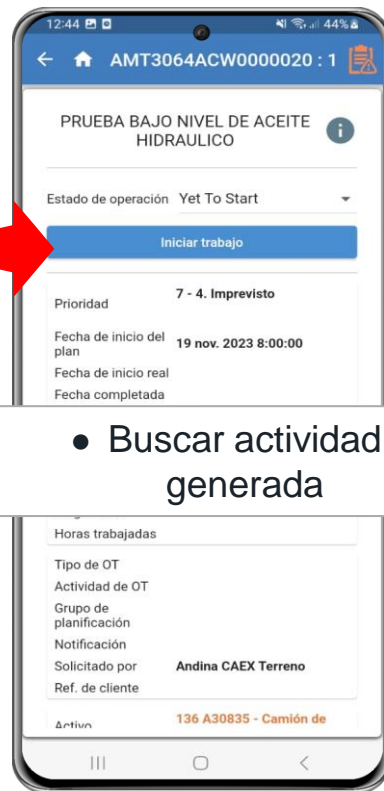 12:44 44%
AMT3064ACW0000020 : 1
PRUEBA BAJO NIVEL DE ACEITE
HIDRAULICO
Estado de operación Yet To Start
Iniciar trabajo
Prioridad 7 - 4. Imprevisto
Fecha de inicio del
plan 19 nov. 2023 8:00:00
Fecha de inicio real
Fecha completada
● Buscar actividad
generada
Horas trabajadas
Tipo de OT
Actividad de OT
Grupo de
planificación
Notificación
Solicitado por Andina CAEX Terreno
Ref. de cliente
Activo 136 A30835 - Camión de